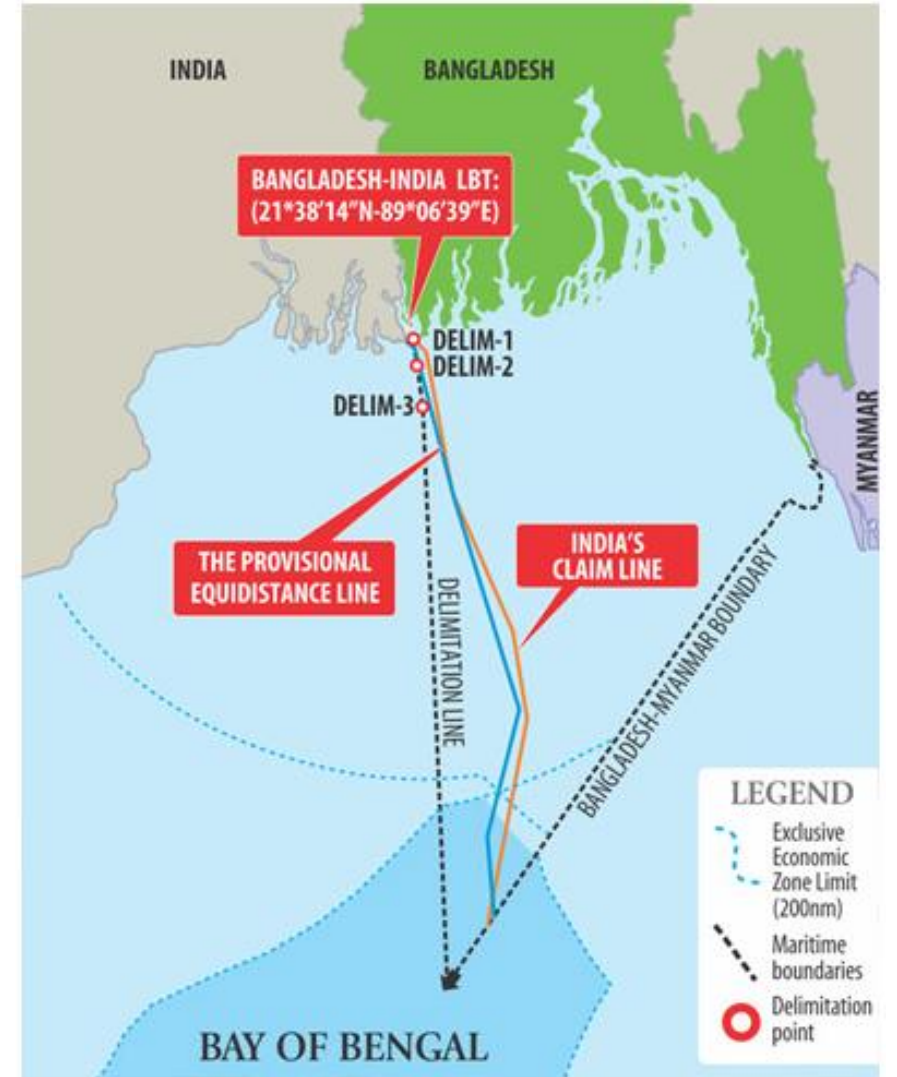 INDIA
BANGLADESH
BANGLADESH-INDIA LBT:
(21*38'14"N-89*06'39"E)
DELIM-1
DELIM-2
DELIM-3
MYANMAR
THE PROVISIONAL
EQUIDISTANCE LINE
INDIA'S
CLAIM LINE
DELIMITATION LINE
BANGLADESH-MYANMAR BOUNDARY
BAY OF BENGAL
LEGEND
Exclusive
Economic
Zone Limit
(200nm)
Maritime
boundaries
Delimitation
point